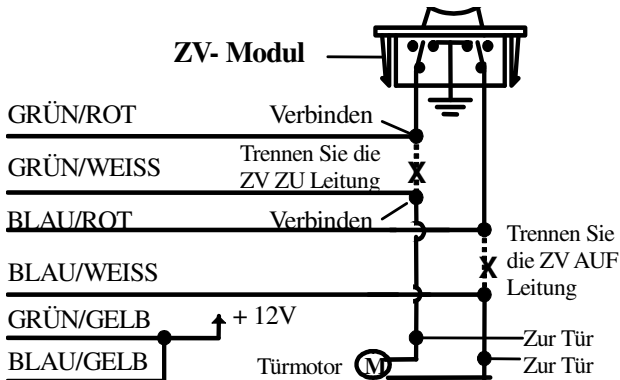 ZV- Modul
GRÜN/ROT
Verbinden
Trennen Sie die
ZV ZU Leitung
GRÜN/WEISS
BLAU/ROT
Verbinden
Trennen Sie
die ZV AUF
Leitung
BLAU/WEISS
GRÜN/GELB
+ 12V
BLAU/GELB
Türmotor
M
Zur Tür
Zur Tür
X
X